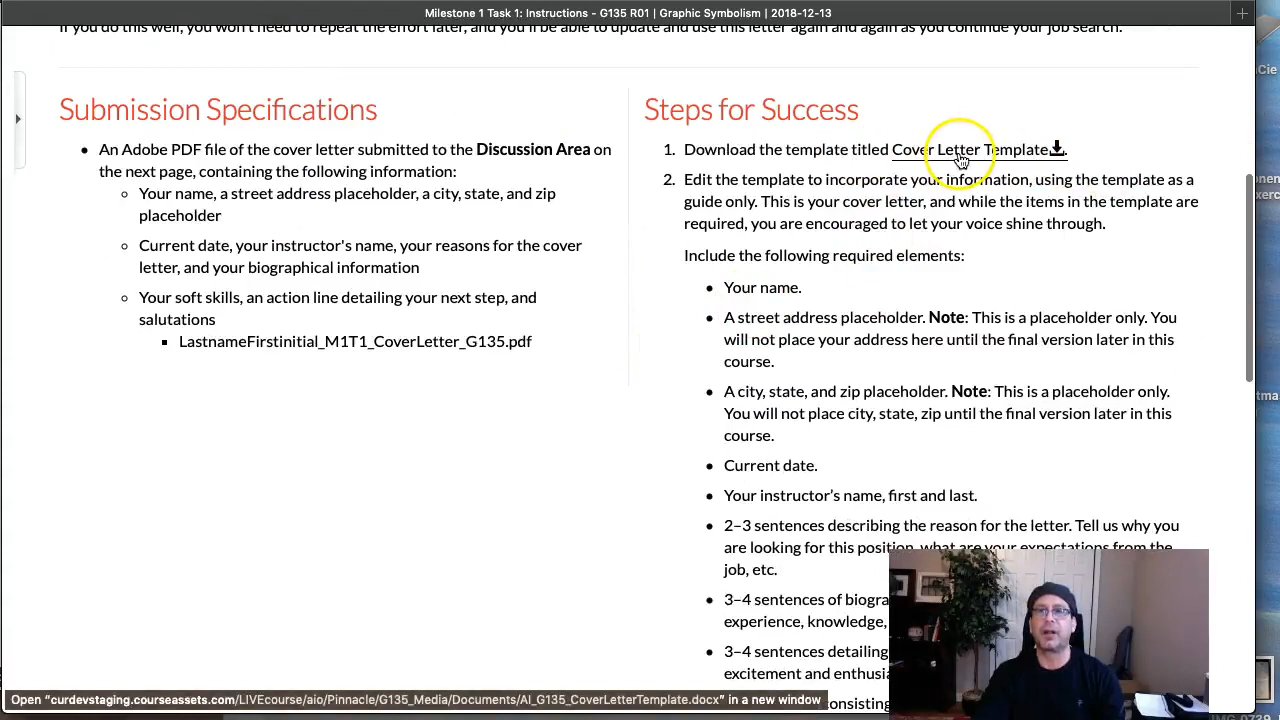 Milestone 1 Task 1: Instructions - G135 R01 | Graphic Symbolism | 2018-12-13
If you do this well, you won't need to repeat the effort later, and you'll be able to update and use this letter again and again as you continue your job search.
Submission Specifications
• An Adobe PDF file of the cover letter submitted to the Discussion Area on
the next page, containing the following information:
Your name, a street address placeholder, a city, state, and zip
placeholder
Current date, your instructor's name, your reasons for the cover
letter, and your biographical information
Your soft skills, an action line detailing your next step, and
salutations
LastnameFirstinitial_M1T1_CoverLetter_G135.pdf
Steps for Success
1. Download the template titled Cover Letter Template.
2. Edit the template to incorporate your information, using the template as a
guide only. This is your cover letter, and while the items in the template are
required, you are encouraged to let your voice shine through.
Include the following required elements:
• Your name.
• A street address placeholder. Note: This is a placeholder only. You
will not place your address here until the final version later in this
course.
• A city, state, and zip placeholder. Note: This is a placeholder only.
You will not place city, state, zip until the final version later in this
course.
• Current date.
• Your instructor's name, first and last.
• 2–3 sentences describing the reason for the letter. Tell us why you
are looking for this position, what are your expectations from the
job, etc.
• 3–4 sentences of
experience, knowledge,
• 3–4 sentences detailing
excitement and
Open "curdevstaging.courseassets.com/LIVEcourse/aio/Pinnacle/G135_Media/Documents/AI_G135_CoverLetterTemplate.docx" in a new window